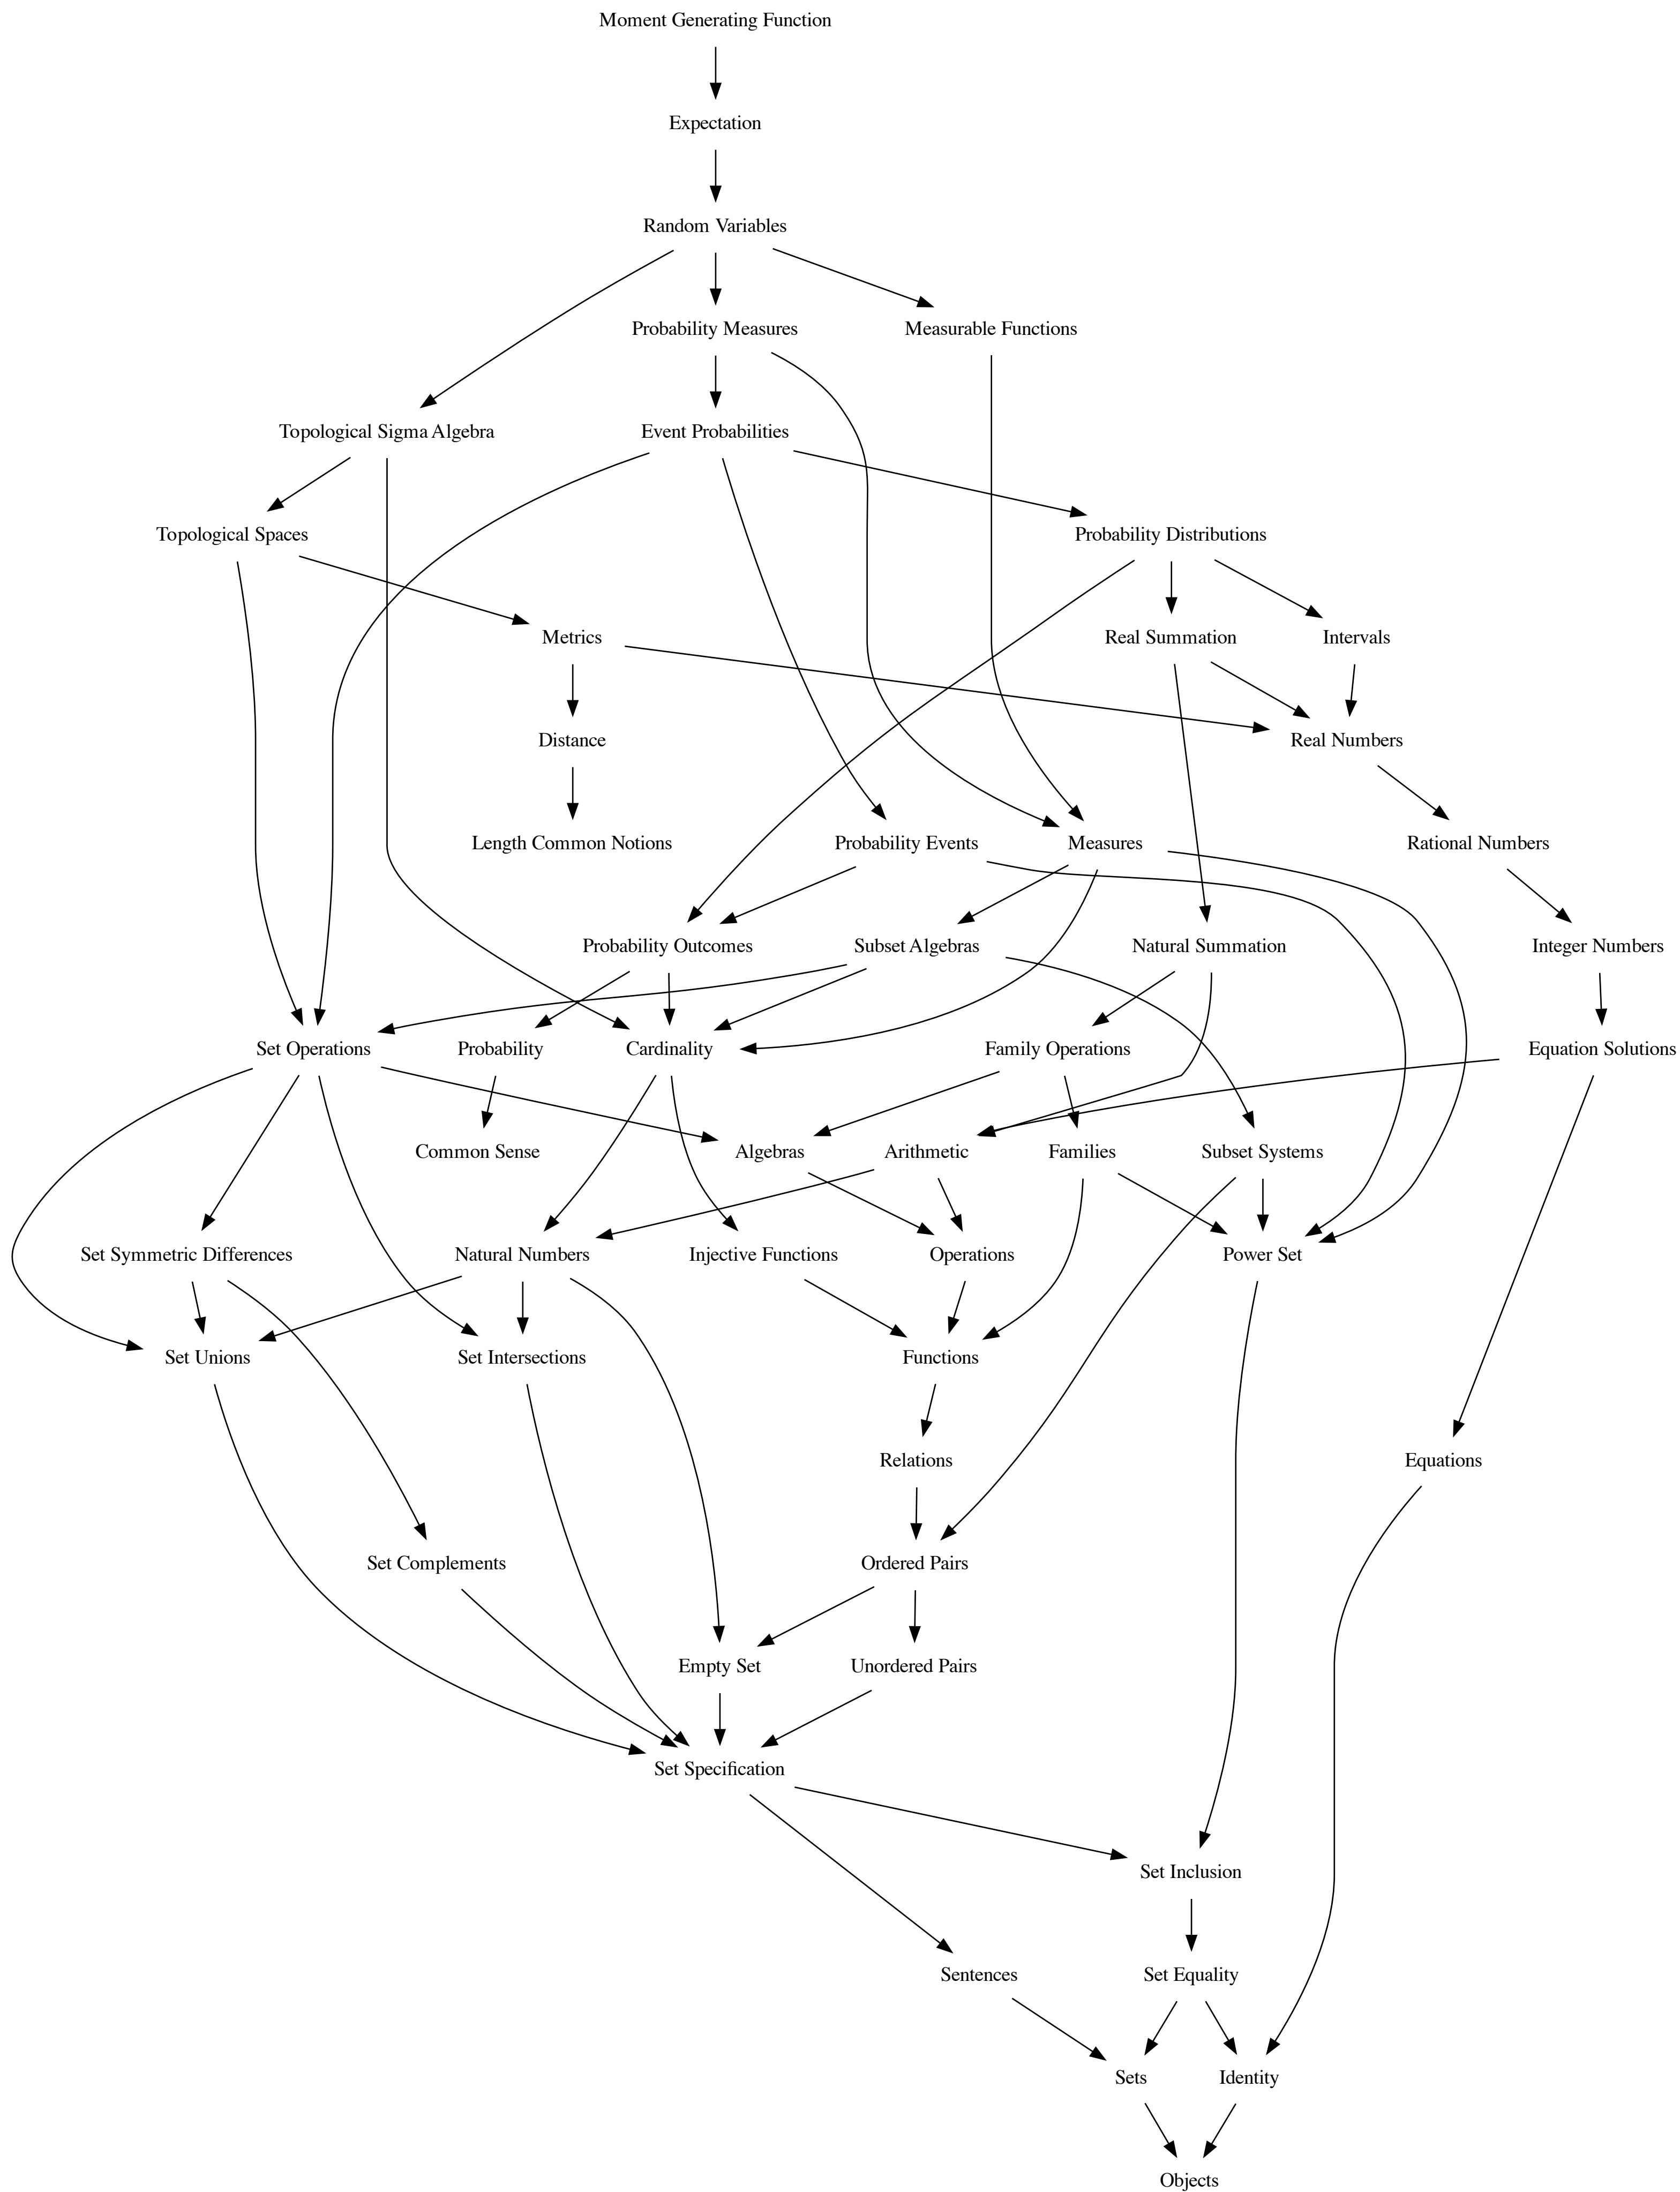 Moment Generating Function
Expectation
Random Variables
Probability Measures
Measurable Functions
Topological Sigma Algebra
Event Probabilities
Topological Spaces
Probability Distributions
Metrics
Real Summation
Intervals
Distance
Real Numbers
Length Common Notions
Probability Events
Measures
Rational Numbers
Probability Outcomes
Subset Algebras
Natural Summation
Integer Numbers
Set Operations
Probability
Cardinality
Family Operations
Equation Solutions
Common Sense
Algebras
Arithmetic
Families
Subset Systems
Set Symmetric Differences
Natural Numbers
Injective Functions
Operations
Power Set
Set Unions
Set Intersections
Functions
Relations
Equations
Set Complements
Ordered Pairs
Empty Set
Unordered Pairs
Set Specification
Set Inclusion
Sentences
Set Equality
Sets
Identity
Objects